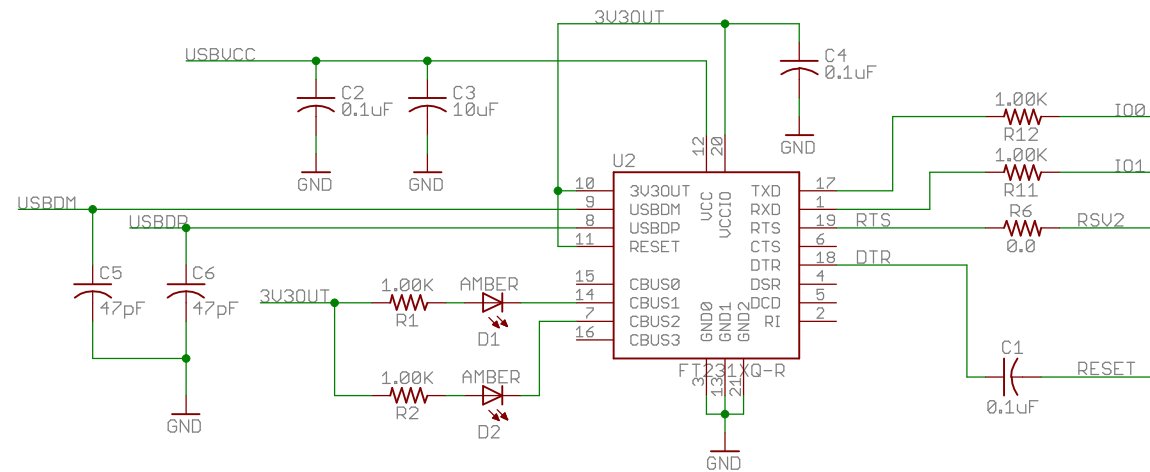 3V3OUT
USBVCC
C4
0.1uF
C2
0.1uF
C3
10uF
1.00K
IO0
R12
12
20
GND
GND
GND
U2
1.00K
IO1
R11
10
3V3OUT
VCC
VCCIO
TXD
17
USBDM
9
USBDM
RXD
1
R6
USBDP
8
USBDP
RTS
19
RTS
RSV2
0.0
11
RESET
CTS
6
DTR
18
DTR
C5
47pF
C6
47pF
15
CBUS0
DSR
4
1.00K
AMBER
3V3OUT
14
CBUS1
DCD
5
R1
D1
7
CBUS2
GND0
GND1
GND2
RI
2
16
CBUS3
C1
FT231XQ-R
1.00K
AMBER
3
13
21
RESET
R2
D2
0.1uF
GND
GND